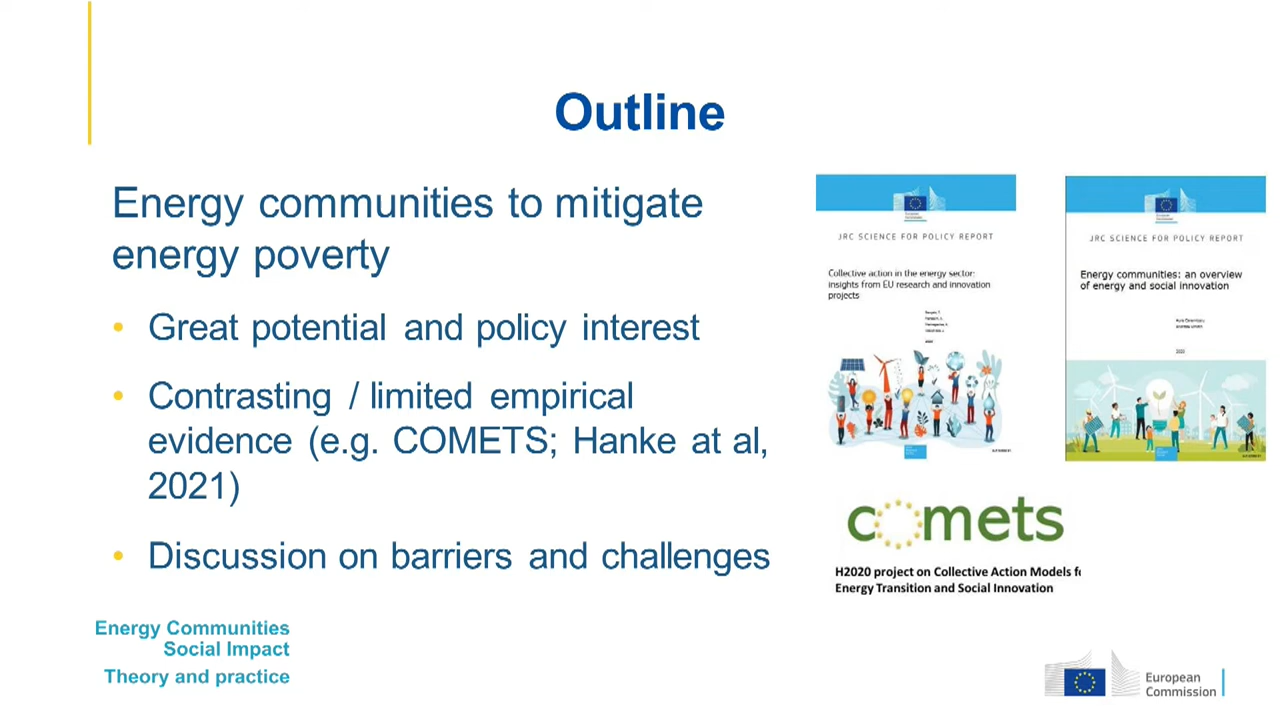 Outline
Energy communities to mitigate
energy poverty
• Great potential and policy interest
• Contrasting / limited empirical
evidence (e.g. COMETS; Hanke at al,
2021)
• Discussion on barriers and challenges
Energy Communities
Social Impact
Theory and practice
European
Commission
JRC SCIENCE FOR POLICY REPORT
Collective action in the energy sector:
insights from EU research and innovation
projects
European
Commission
JRC SCIENCE FOR POLICY REPORT
Energy communities: an overview
of energy and social innovation
comets
H2020 project on Collective Action Models f
Energy Transition and Social Innovation
European
Commission